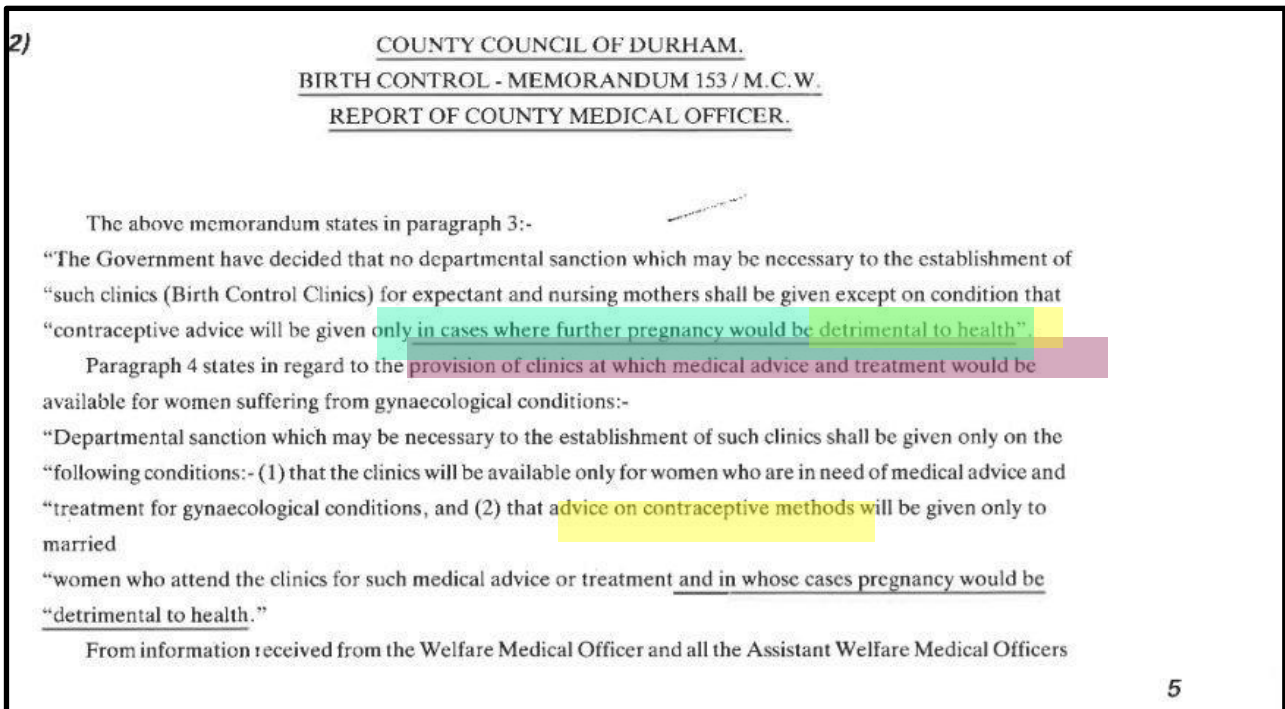 2)
COUNTY COUNCIL OF DURHAM.
BIRTH CONTROL - MEMORANDUM 153 / M.C.W.
REPORT OF COUNTY MEDICAL OFFICER.
The above memorandum states in paragraph 3:-
“The Government have decided that no departmental sanction which may be necessary to the establishment of
“such clinics (Birth Control Clinics) for expectant and nursing mothers shall be given except on condition that
“contraceptive advice will be given only in cases where further pregnancy would be detrimental to health”.
Paragraph 4 states in regard to the provision of clinics at which medical advice and treatment would be
available for women suffering from gynaecological conditions:-
“Departmental sanction which may be necessary to the establishment of such clinics shall be given only on the
“following conditions:- (1) that the clinics will be available only for women who are in need of medical advice and
“treatment for gynaecological conditions, and (2) that advice on contraceptive methods will be given only to
married
“women who attend the clinics for such medical advice or treatment and in whose cases pregnancy would be
“detrimental to health.”
From information received from the Welfare Medical Officer and all the Assistant Welfare Medical Officers
5